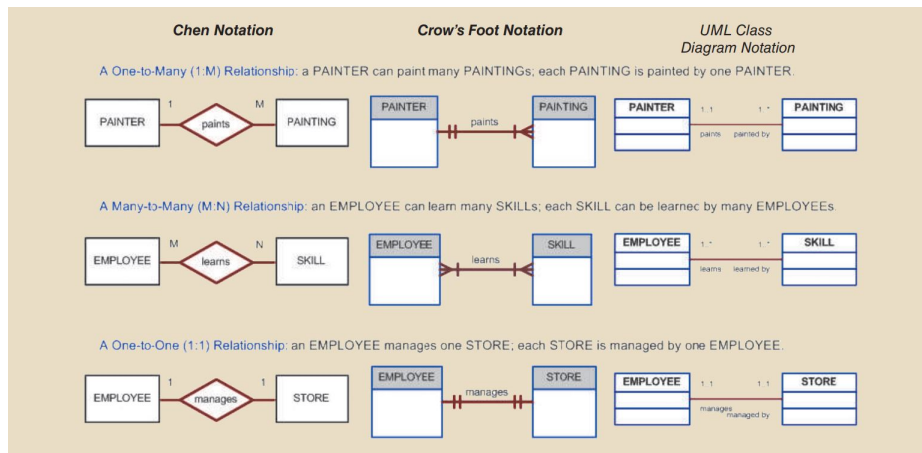 Chen Notation
Crow's Foot Notation
UML Class
Diagram Notation
A One-to-Many (1:M) Relationship: a PAINTER can paint many PAINTINGs; each PAINTING is painted by one PAINTER.
1 M
PAINTER paints PAINTING
PAINTER PAINTING
paints
PAINTER 1..1 1..* PAINTING
paints painted by
A Many-to-Many (M:N) Relationship: an EMPLOYEE can learn many SKILLs; each SKILL can be learned by many EMPLOYEEs.
M N
EMPLOYEE learns SKILL
EMPLOYEE SKILL
learns
EMPLOYEE 1..* 1..* SKILL
learns learned by
A One-to-One (1:1) Relationship: an EMPLOYEE manages one STORE; each STORE is managed by one EMPLOYEE.
1 1
EMPLOYEE manages STORE
EMPLOYEE STORE
manages
EMPLOYEE 1..1 1..1 STORE
manages
managed by